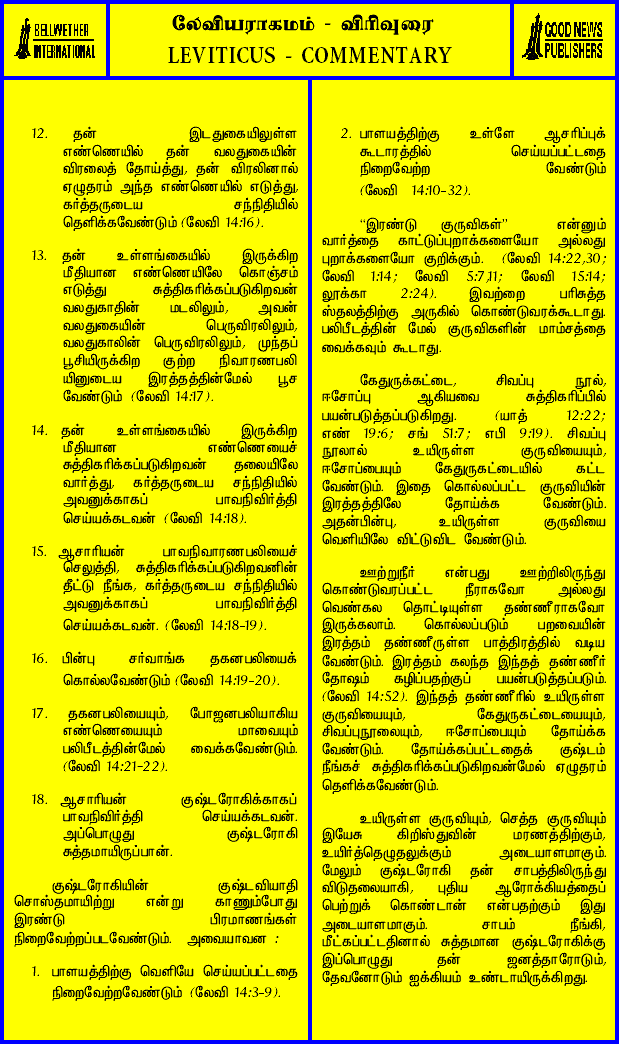 BELLWETHER
INTERNATIONAL
லேவியராகமம் - விரிவுரை
LEVITICUS - COMMENTARY
GOOD NEWS
PUBLISHERS
12. தன் இடதுகையிலுள்ள
எண்ணெயில் தன் வலதுகையின்
விரலைத் தோய்த்து, தன் விரலினால்
ஏழுதரம் அந்த எண்ணெயில் எடுத்து,
கர்த்தருடைய சந்நிதியில்
தெளிக்கவேண்டும் (லேவி 14:16).
13. தன் உள்ளங்கையில் இருக்கிற
மீதியான எண்ணெயிலே கொஞ்சம்
எடுத்து சுத்திகரிக்கப்படுகிறவன்
வலதுகாதின் மடலிலும், அவன்
வலதுகையின் பெருவிரலிலும்,
வலதுகாலின் பெருவிரலிலும், முந்தப்
பூசியிருக்கிற குற்ற நிவாரணபலி
யினுடைய இரத்தத்தின்மேல் பூச
வேண்டும் (லேவி 14:17).
14. தன் உள்ளங்கையில் இருக்கிற
மீதியான எண்ணெயைச்
சுத்திகரிக்கப்படுகிறவன் தலையிலே
வார்த்து, கர்த்தருடைய சந்நிதியில்
அவனுக்காகப் பாவநிவிர்த்தி
செய்யக்கடவன் (லேவி 14:18).
15. ஆசாரியன் பாவநிவாரணபலியைச்
செலுத்தி, சுத்திகரிக்கப்படுகிறவனின்
தீட்டு நீங்க, கர்த்தருடைய சந்நிதியில்
அவனுக்காகப் பாவநிவிர்த்தி
செய்யக்கடவன். (லேவி 14:18-19).
16. பின்பு சர்வாங்க தகனபலியைக்
கொல்லவேண்டும் (லேவி 14:19-20).
17. தகனபலியையும், போஜனபலியாகிய
எண்ணெயையும் மாவையும்
பலிபீடத்தின்மேல் வைக்கவேண்டும்.
(லேவி 14:21-22).
18. ஆசாரியன் குஷ்டரோகிக்காகப்
பாவநிவிர்த்தி செய்யக்கடவன்.
அப்பொழுது குஷ்டரோகி
சுத்தமாயிருப்பான்.
குஷ்டரோகியின் குஷ்டவியாதி
சொஸ்தமாயிற்று என்று காணும்போது
இரண்டு பிரமாணங்கள்
நிறைவேற்றப்படவேண்டும். அவையாவன :
1. பாளயத்திற்கு வெளியே செய்யப்பட்டதை
நிறைவேற்றவேண்டும் (லேவி 14:3-9).
2. பாளயத்திற்கு உள்ளே ஆசரிப்புக்
கூடாரத்தில் செய்யப்பட்டதை
நிறைவேற்ற வேண்டும்
(லேவி 14:10-32).
“இரண்டு குருவிகள்” என்னும்
வார்த்தை காட்டுப்புறாக்களையோ அல்லது
புறாக்களையோ குறிக்கும். (லேவி 14:22,30;
லேவி 1:14; லேவி 5:7,11; லேவி 15:14;
லூக்கா 2:24). இவற்றை பரிசுத்த
ஸ்தலத்திற்கு அருகில் கொண்டுவரக்கூடாது.
பலிபீடத்தின் மேல் குருவிகளின் மாம்சத்தை
வைக்கவும் கூடாது.
கேதுருக்கட்டை, சிவப்பு நூல்,
ஈசோப்பு ஆகியவை சுத்திகரிப்பில்
பயன்படுத்தப்படுகிறது. (யாத் 12:22;
எண் 19:6; சங் 51:7; எபி 9:19). சிவப்பு
நூலால் உயிருள்ள குருவியையும்,
ஈசோப்பையும் கேதுருகட்டையில் கட்ட
வேண்டும். இதை கொல்லப்பட்ட குருவியின்
இரத்தத்திலே தோய்க்க வேண்டும்.
அதன்பின்பு, உயிருள்ள குருவியை
வெளியிலே விட்டுவிட வேண்டும்.
ஊற்றுநீர் என்பது ஊற்றிலிருந்து
கொண்டுவரப்பட்ட நீராகவோ அல்லது
வெண்கல தொட்டியுள்ள தண்ணீராகவோ
இருக்கலாம். கொல்லப்படும் பறவையின்
இரத்தம் தண்ணீருள்ள பாத்திரத்தில் வடிய
வேண்டும். இரத்தம் கலந்த இந்தத் தண்ணீர்
தோஷம் கழிப்பதற்குப் பயன்படுத்தப்படும்.
(லேவி 14:52). இந்தத் தண்ணீரில் உயிருள்ள
குருவியையும், கேதுருகட்டையையும்,
சிவப்புநூலையும், ஈசோப்பையும் தோய்க்க
வேண்டும். தோய்க்கப்பட்டதைக் குஷ்டம்
நீங்கச் சுத்திகரிக்கப்படுகிறவன்மேல் ஏழுதரம்
தெளிக்கவேண்டும்.
உயிருள்ள குருவியும், செத்த குருவியும்
இயேசு கிறிஸ்துவின் மரணத்திற்கும்,
உயிர்த்தெழுதலுக்கும் அடையாளமாகும்.
மேலும் குஷ்டரோகி தன் சாபத்திலிருந்து
விடுதலையாகி, புதிய ஆரோக்கியத்தைப்
பெற்றுக் கொண்டான் என்பதற்கும் இது
அடையாளமாகும். சாபம் நீங்கி,
மீட்கப்பட்டதினால் சுத்தமான குஷ்டரோகிக்கு
இப்பொழுது தன் ஜனத்தாரோடும்,
தேவனோடும் ஐக்கியம் உண்டாயிருக்கிறது.